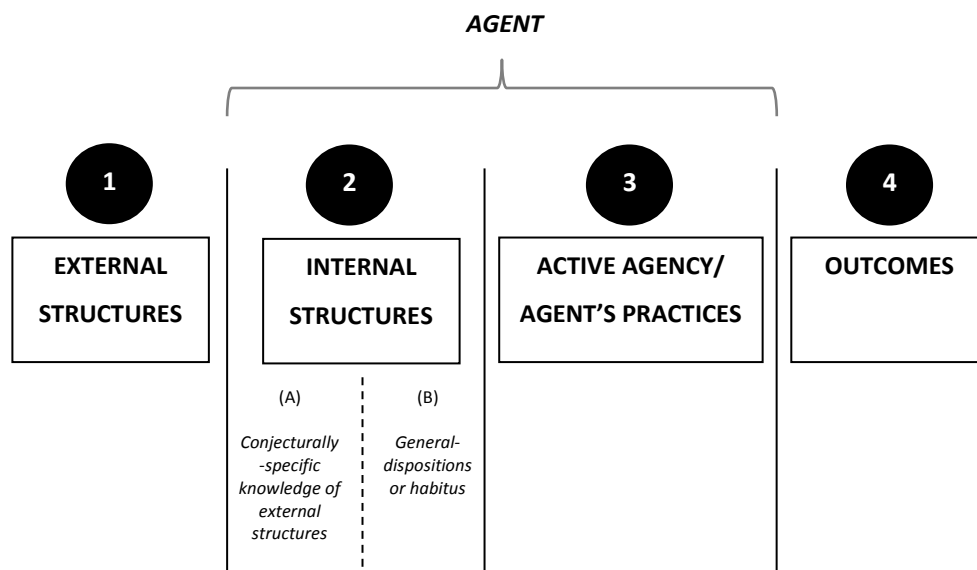 AGENT
1
2
3
4
EXTERNAL
STRUCTURES
INTERNAL
STRUCTURES
ACTIVE AGENCY/
AGENT’S PRACTICES
OUTCOMES
(A)
Conjecturally
-specific
knowledge of
external
structures
(B)
General-
dispositions
or habitus